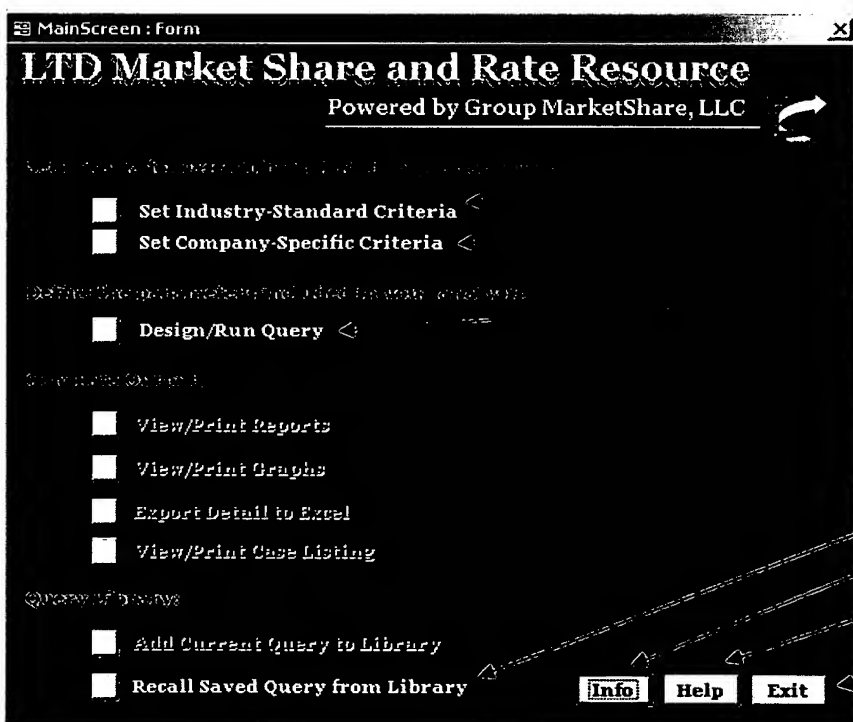 MainScreen : Form
LTD Market Share and Rate Resource
Powered by Group MarketShare, LLC
Set Industry-Standard Criteria
Set Company-Specific Criteria
Design/Run Query
View/Print Reports
View/Print Graphs
Export Detail to Excel
View/Print Case Listing
Add Current Query to Library
Recall Saved Query from Library
Info Help Exit